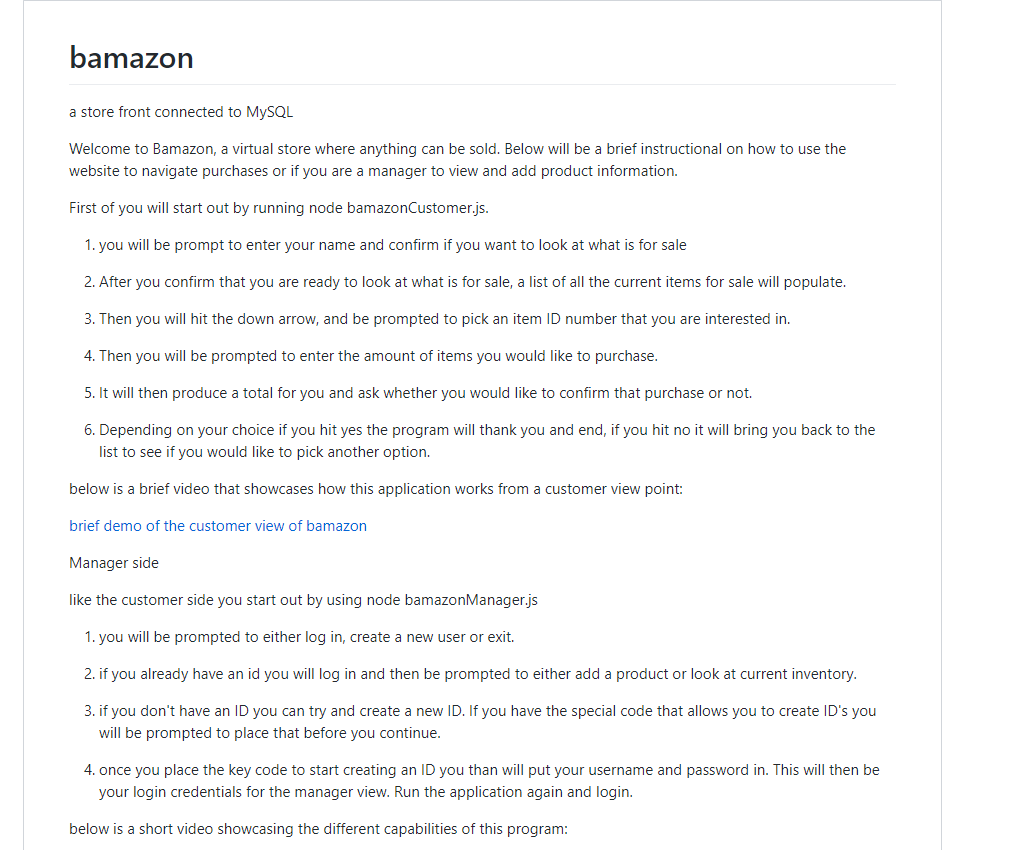 bamazon
a store front connected to MySQL
Welcome to Bamazon, a virtual store where anything can be sold. Below will be a brief instructional on how to use the
website to navigate purchases or if you are a manager to view and add product information.
First of you will start out by running node bamazonCustomer.js.
1. you will be prompt to enter your name and confirm if you want to look at what is for sale
2. After you confirm that you are ready to look at what is for sale, a list of all the current items for sale will populate.
3. Then you will hit the down arrow, and be prompted to pick an item ID number that you are interested in.
4. Then you will be prompted to enter the amount of items you would like to purchase.
5. It will then produce a total for you and ask whether you would like to confirm that purchase or not.
6. Depending on your choice if you hit yes the program will thank you and end, if you hit no it will bring you back to the
list to see if you would like to pick another option.
below is a brief video that showcases how this application works from a customer view point:
brief demo of the customer view of bamazon
Manager side
like the customer side you start out by using node bamazonManager.js
1. you will be prompted to either log in, create a new user or exit.
2. if you already have an id you will log in and then be prompted to either add a product or look at current inventory.
3. if you don't have an ID you can try and create a new ID. If you have the special code that allows you to create ID's you
will be prompted to place that before you continue.
4. once you place the key code to start creating an ID you than will put your username and password in. This will then be
your login credentials for the manager view. Run the application again and login.
below is a short video showcasing the different capabilities of this program: